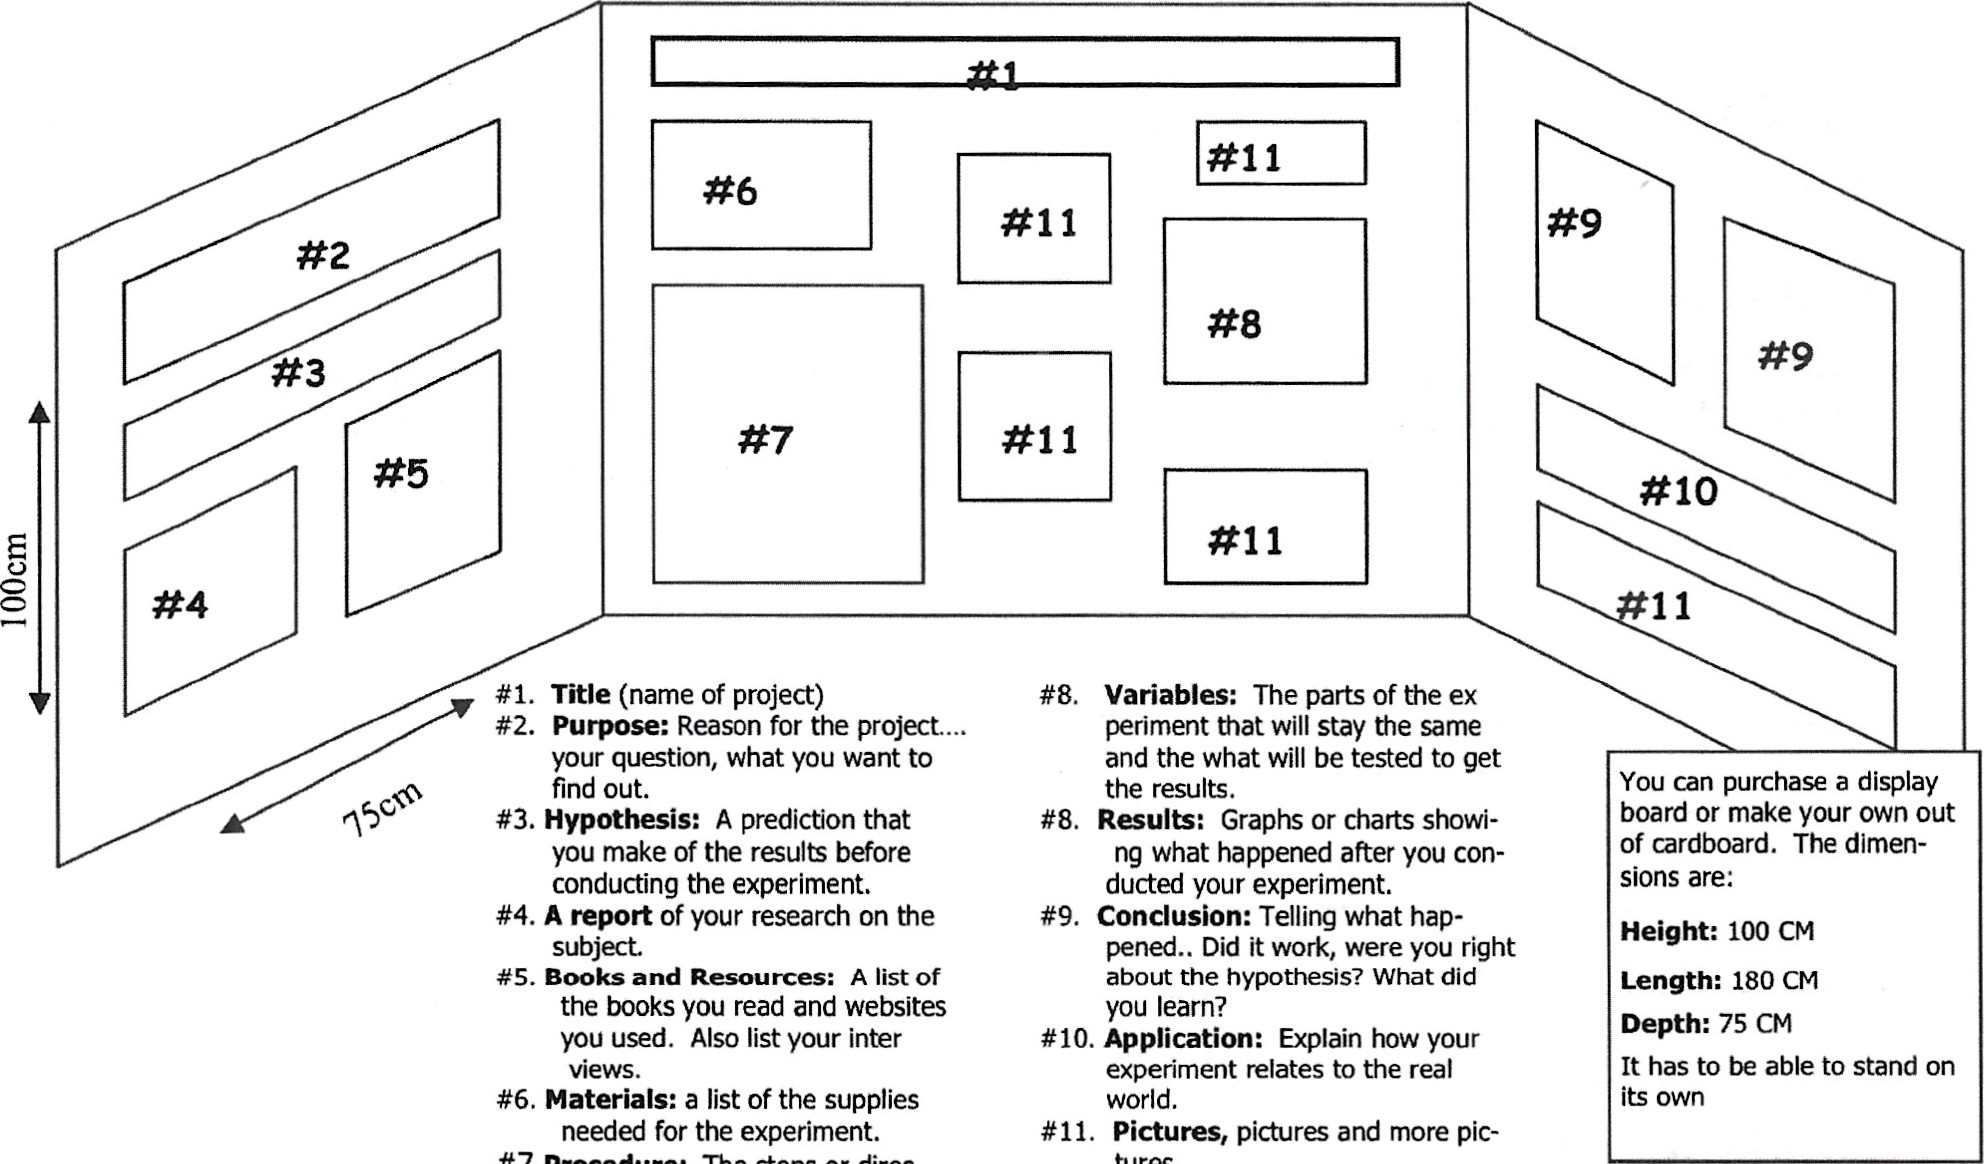 #1
#6
#11
#11
#2
#11
#8
#9
#9
#3
#5
#7
#11
#10
#4
#11
#11
100cm
75cm
#1. Title (name of project)
#2. Purpose: Reason for the project....
your question, what you want to
find out.
#3. Hypothesis: A prediction that
you make of the results before
conducting the experiment.
#4. A report of your research on the
subject.
#5. Books and Resources: A list of
the books you read and websites
you used. Also list your inter
views.
#6. Materials: a list of the supplies
needed for the experiment.
#7 Procedure: The steps or direc
#8. Variables: The parts of the ex
periment that will stay the same
and the what will be tested to get
the results.
#8. Results: Graphs or charts showi-
ng what happened after you con-
ducted your experiment.
#9. Conclusion: Telling what hap-
pened.. Did it work, were you right
about the hypothesis? What did
you learn?
#10. Application: Explain how your
experiment relates to the real
world.
#11. Pictures, pictures and more pic-
tures
You can purchase a display
board or make your own out
of cardboard. The dimen-
sions are:
Height: 100 CM
Length: 180 CM
Depth: 75 CM
It has to be able to stand on
its own